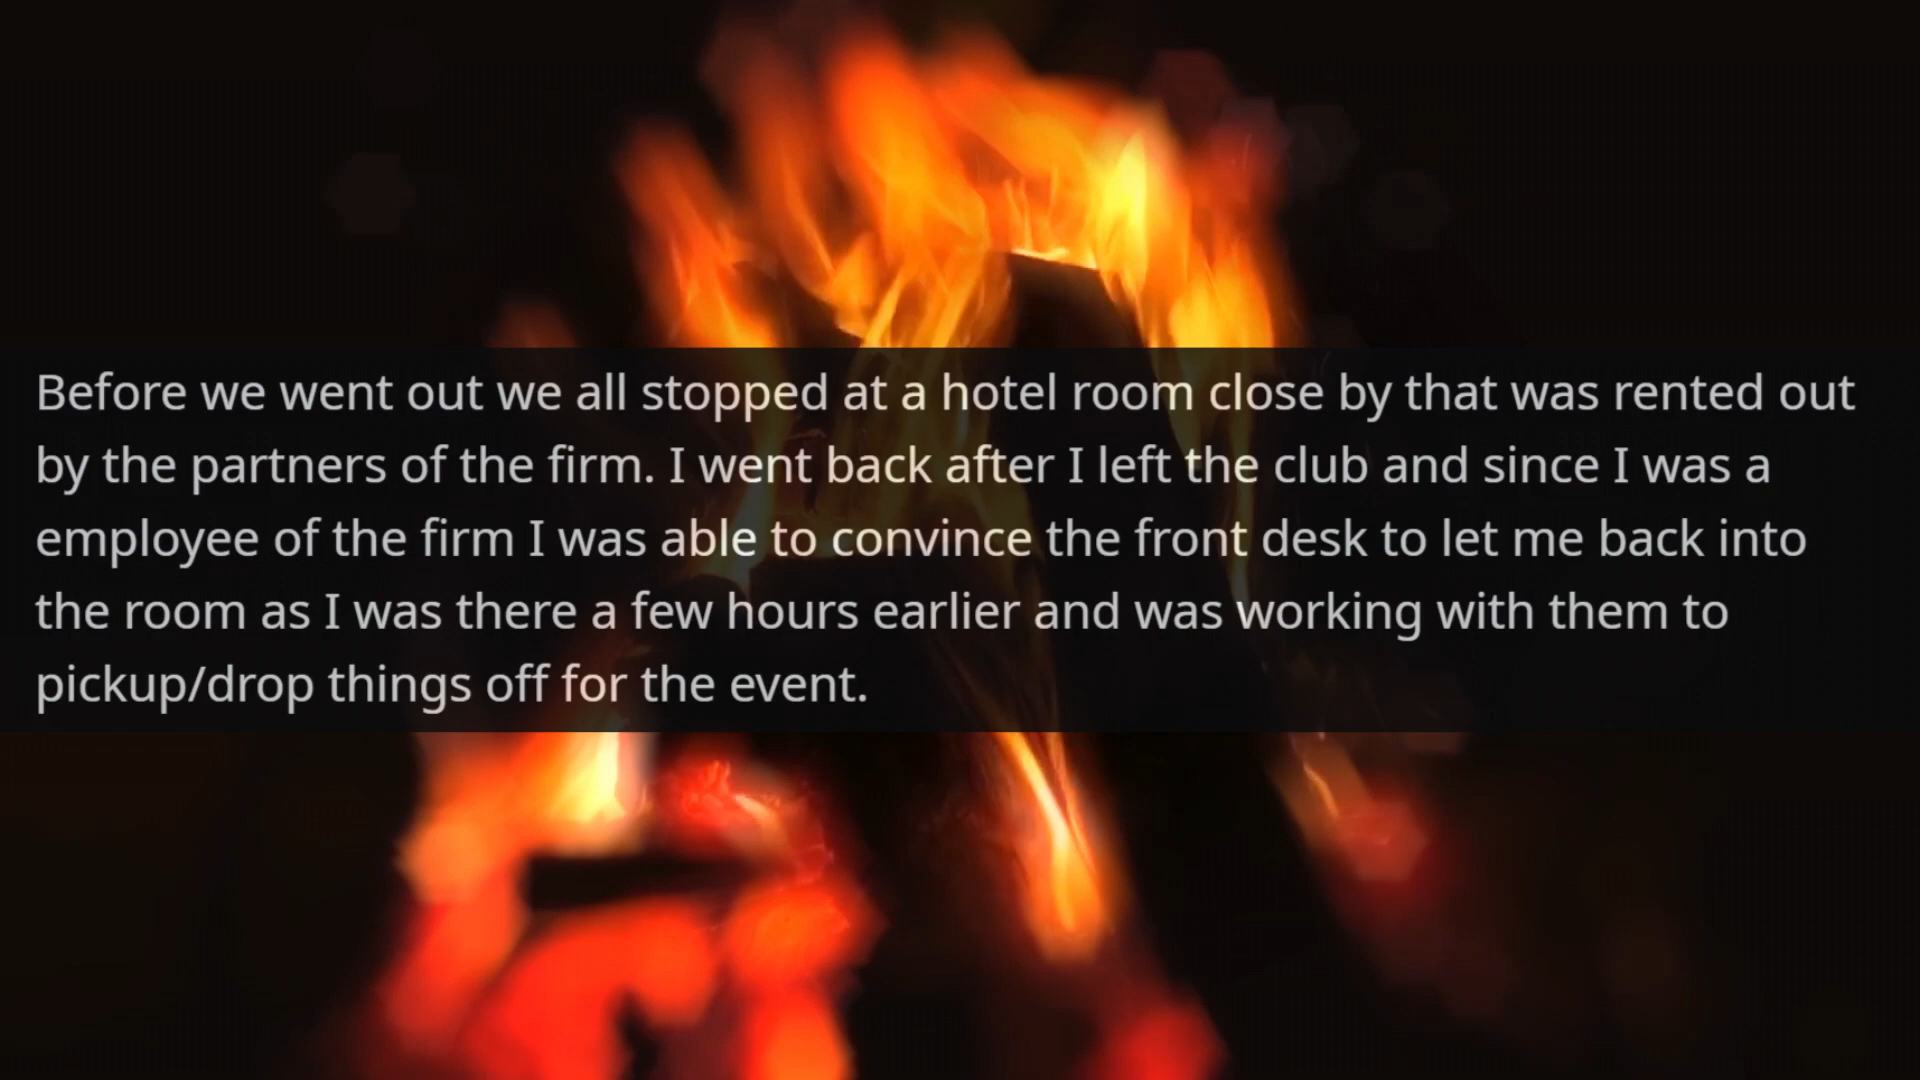 Before we went out we all stopped at a hotel room close by that was rented out
by the partners of the firm. I went back after I left the club and since I was a
employee of the firm I was able to convince the front desk to let me back into
the room as I was there a few hours earlier and was working with them to
pickup/drop things off for the event.